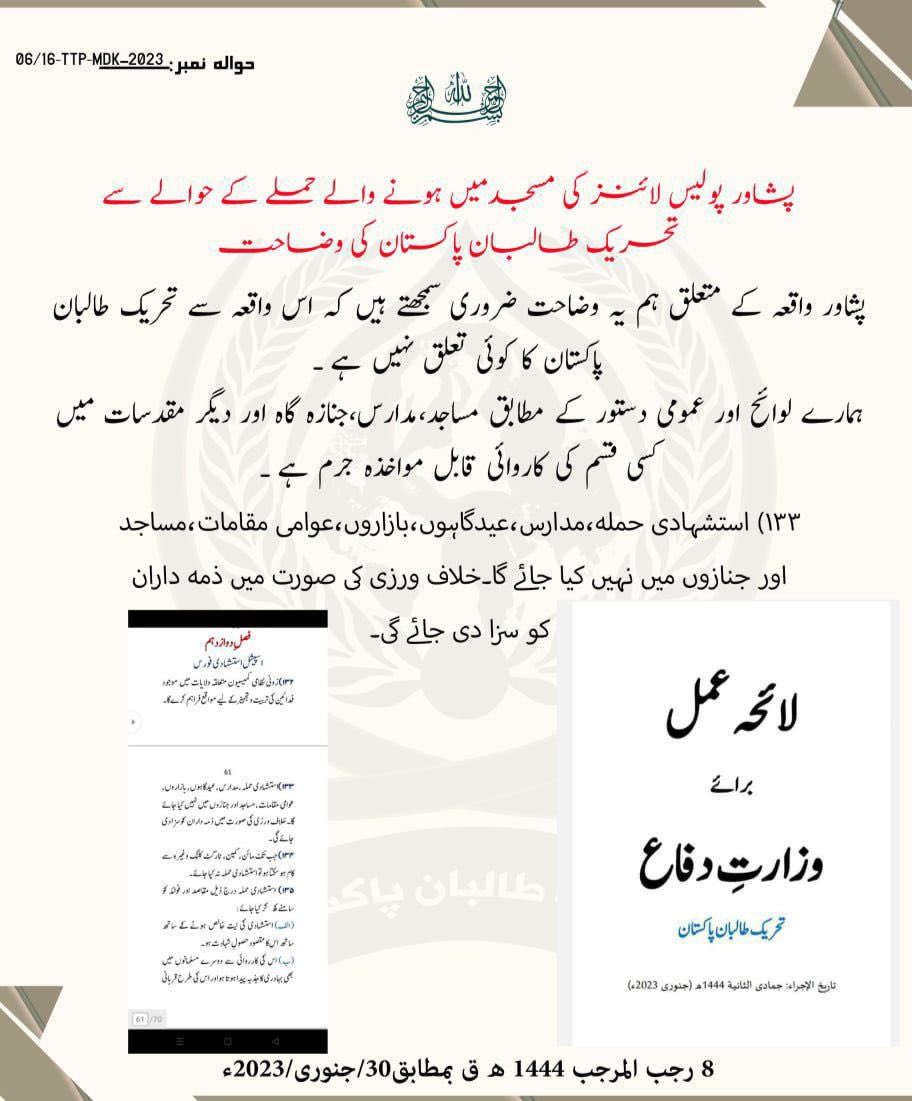 حوالہ نمبر: 06/16-TTP-MDK-2023
پشاور پولیس لائنز کی مسجد میں ہونے والے حملے کے حوالے سے
تحریک طالبان پاکستان کی وضاحت
پشاور واقعہ کے متعلق ہم یہ وضاحت ضروری سمجھتے ہیں کہ اس واقعہ سے تحریک طالبان
پاکستان کا کوئی تعلق نہیں ہے ۔
ہمارے لوائح اور عمومی دستور کے مطابق مساجد،مدارس،جنازہ گاہ اور دیگر مقدسات میں
کسی قسم کی کاروائی قابل مواخذہ جرم ہے ۔
۱۳۳) استشہادی حملہ،مدارس،عیدگاہوں،بازاروں،عوامی مقامات،مساجد
اور جنازوں میں نہیں کیا جائے گا۔خلاف ورزی کی صورت میں ذمہ داران
کو سزا دی جائے گی۔
فصل دوازدہم
اسپیشل استشہادی فورس
۱۳۲) زونی نظامی کمیسیون متعلقہ ولایات میں موجود
فدائین کی تربیت و تجہیز کے لیے مواقع فراہم کرے گا۔
61
۱۳۳) استشہادی حملہ، مدارس، عیدگاہوں، بازاروں،
عوامی مقامات، مساجد اور جنازوں میں نہیں کیا جائے
گا۔ خلاف ورزی کی صورت میں ذمہ داران کو سزا دی
جائے گی۔
۱۳۴) جب تک مائن، کمین، ٹارگٹ کلنگ وغیرہ سے
کام ہو سکتا ہو تو استشہادی حملہ نہ کیا جائے۔
۱۳۵) استشہادی حملہ درج ذیل مقاصد اور فوائد کو
سامنے رکھ کر کیا جائے:
(الف) استشہادی کی نیت خالص ہونے کے ساتھ
ساتھ اس کا مقصود حصول شہادت ہو۔
(ب) اس کی کارروائی سے دوسرے مسلمانوں میں
بھی بہادری کا جذبہ پیدا ہوتا ہو اور اس کی طرح قربانی
61 /70
لائحہ عمل
برائے
وزارتِ دفاع
تحریک طالبان پاکستان
تاریخ الإجراء: جمادی الثانیة 1444ھ (جنوری 2023ء)
طالبان
8 رجب المرجب 1444 ھ ق بمطابق30/جنوری/2023ء